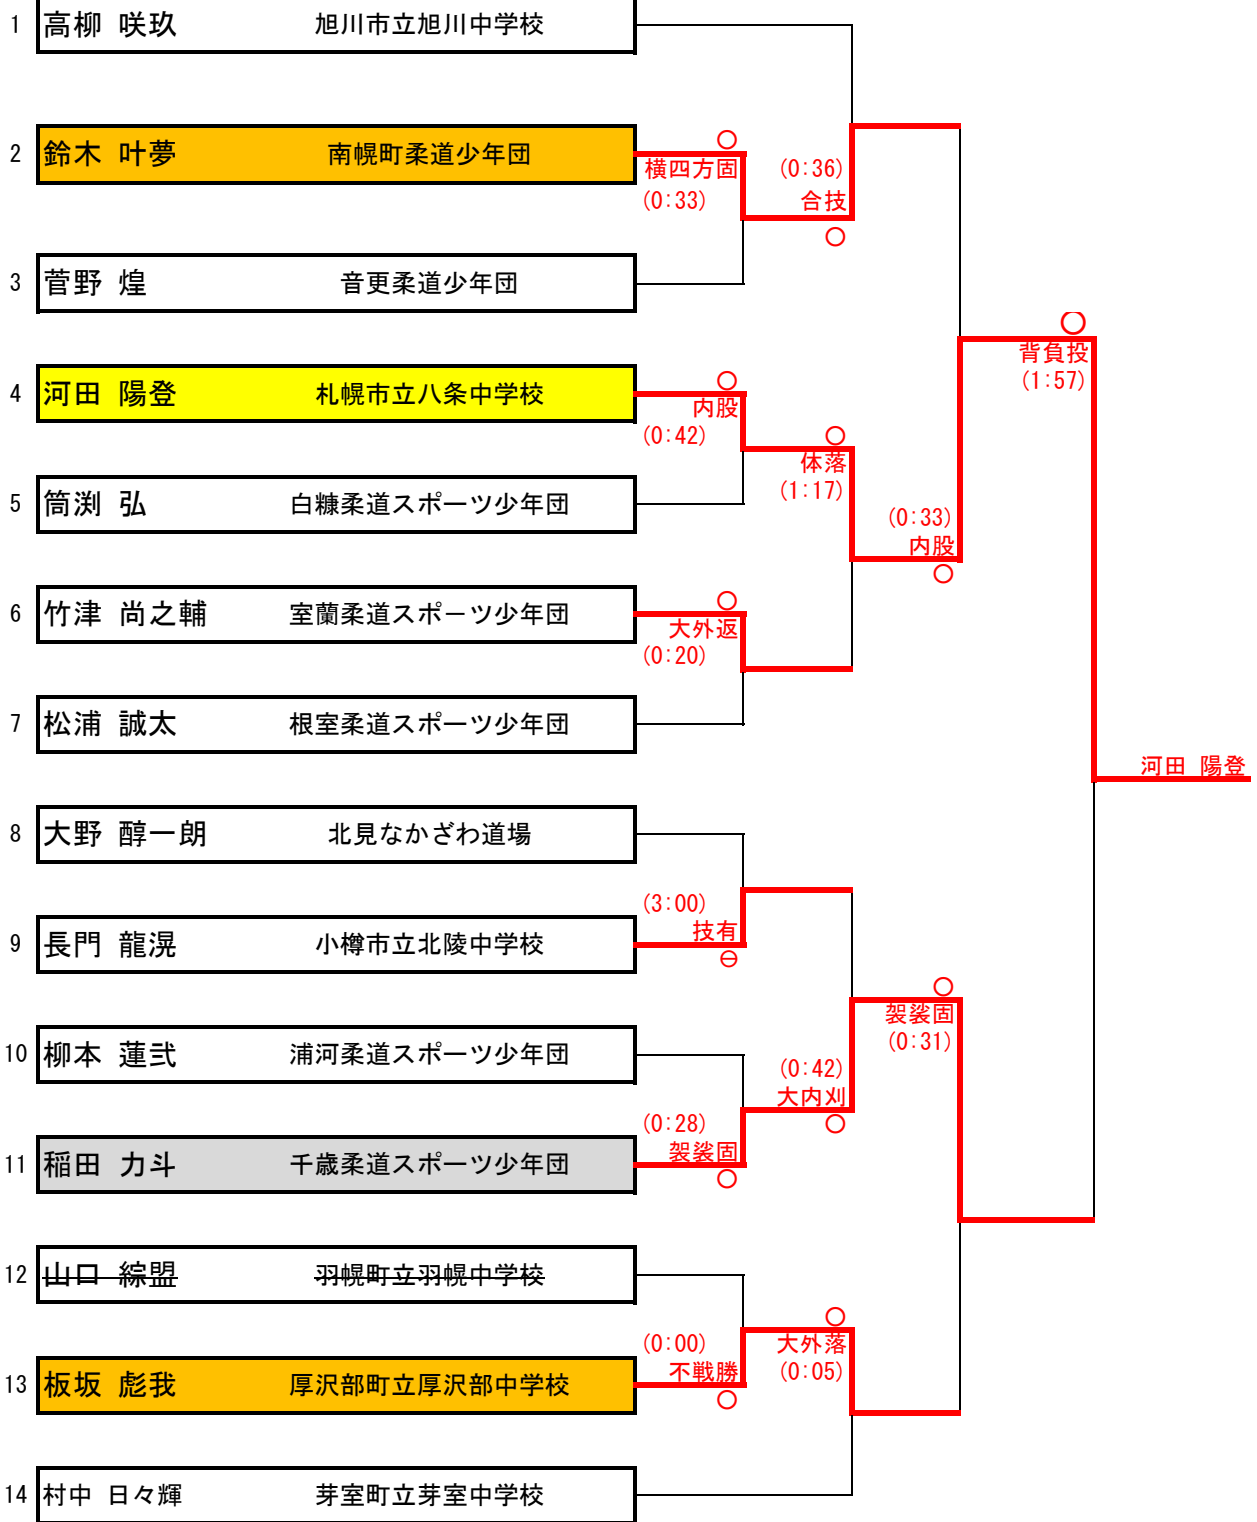 1 高柳 咲玖 旭川市立旭川中学校
2 鈴木 叶夢 南幌町柔道少年団
○
横四方固
(0:33)
(0:36)
合技
○
3 菅野 煌 音更柔道少年団
○
背負投
(1:57)
4 河田 陽登 札幌市立八条中学校
○
内股
(0:42)
○
体落
(1:17)
5 筒渕 弘 白糠柔道スポーツ少年団
(0:33)
内股
○
6 竹津 尚之輔 室蘭柔道スポーツ少年団
○
大外返
(0:20)
7 松浦 誠太 根室柔道スポーツ少年団
河田 陽登
8 大野 醇一朗 北見なかざわ道場
(3:00)
技有
⊖
9 長門 龍滉 小樽市立北陵中学校
○
袈裟固
(0:31)
10 柳本 蓮弐 浦河柔道スポーツ少年団
(0:42)
大内刈
○
(0:28)
袈裟固
○
11 稲田 力斗 千歳柔道スポーツ少年団
12 山口 綜盟 羽幌町立羽幌中学校
○
大外落
(0:05)
(0:00)
不戦勝
○
13 板坂 彪我 厚沢部町立厚沢部中学校
14 村中 日々輝 芽室町立芽室中学校